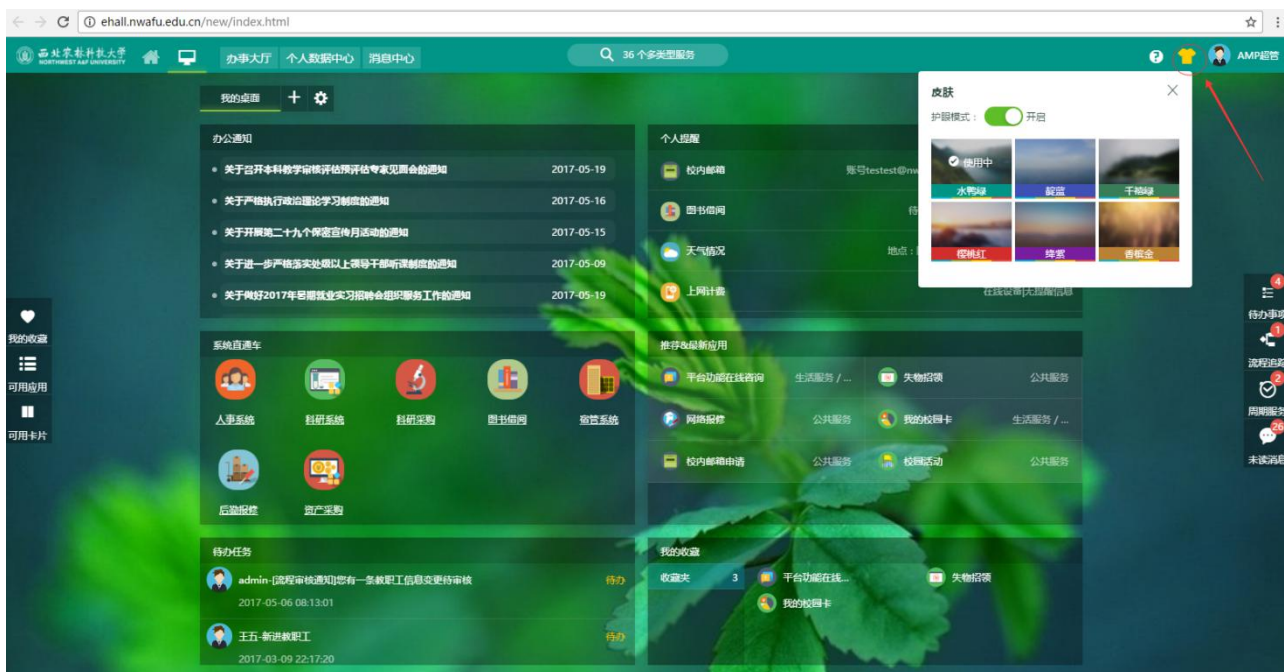 ehall.nwafu.edu.cn/new/index.html
西北农林科技大学
NORTHWEST A&F UNIVERSITY
办事大厅 个人数据中心 消息中心
36 个多类型服务
AMP超管
我的桌面
皮肤
护眼模式： 开启
使用中
水鸭绿 靛蓝 千禧绿
樱桃红 绛紫 香槟金
办公通知
关于召开本科教学审核评估预评估专家见面会的通知 2017-05-19
关于严格执行政治理论学习制度的通知 2017-05-16
关于开展第二十九个保密宣传月活动的通知 2017-05-15
关于进一步严格落实处级以上领导干部听课制度的通知 2017-05-09
关于做好2017年暑期就业实习招聘会组织服务工作的通知 2017-05-19
个人提醒
校内邮箱 账号testest@nw
图书借阅 待
天气情况 地点：
上网计费 在线设备|无提醒信息
我的收藏
可用应用
可用卡片
4
待办事项
1
流程追踪
2
周期服务
26
未读消息
系统直通车
人事系统 科研系统 科研采购 图书借阅 宿管系统
后勤报修 资产采购
推荐&最新应用
平台功能在线咨询 生活服务 / ... 失物招领 公共服务
网络报修 公共服务 我的校园卡 生活服务 / ...
校内邮箱申请 公共服务 校园活动 公共服务
待办任务
admin-[流程审核通知]您有一条教职工信息变更待审核 待办
2017-05-06 08:13:01
王五-新进教职工 待办
2017-03-09 22:17:20
我的收藏
收藏夹 3 平台功能在线... 失物招领
我的校园卡